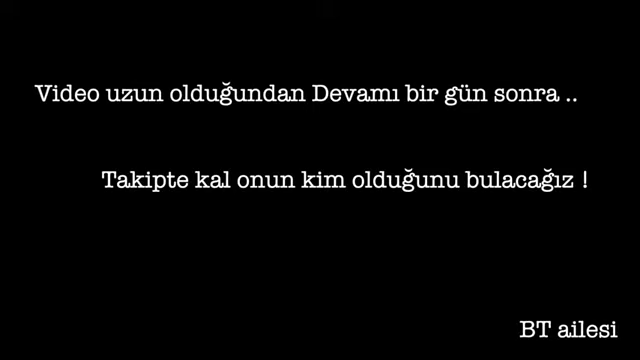 Video uzun olduğundan Devamı bir gün sonra ..
Takipte kal onun kim olduğunu bulacağız !
BT ailesi